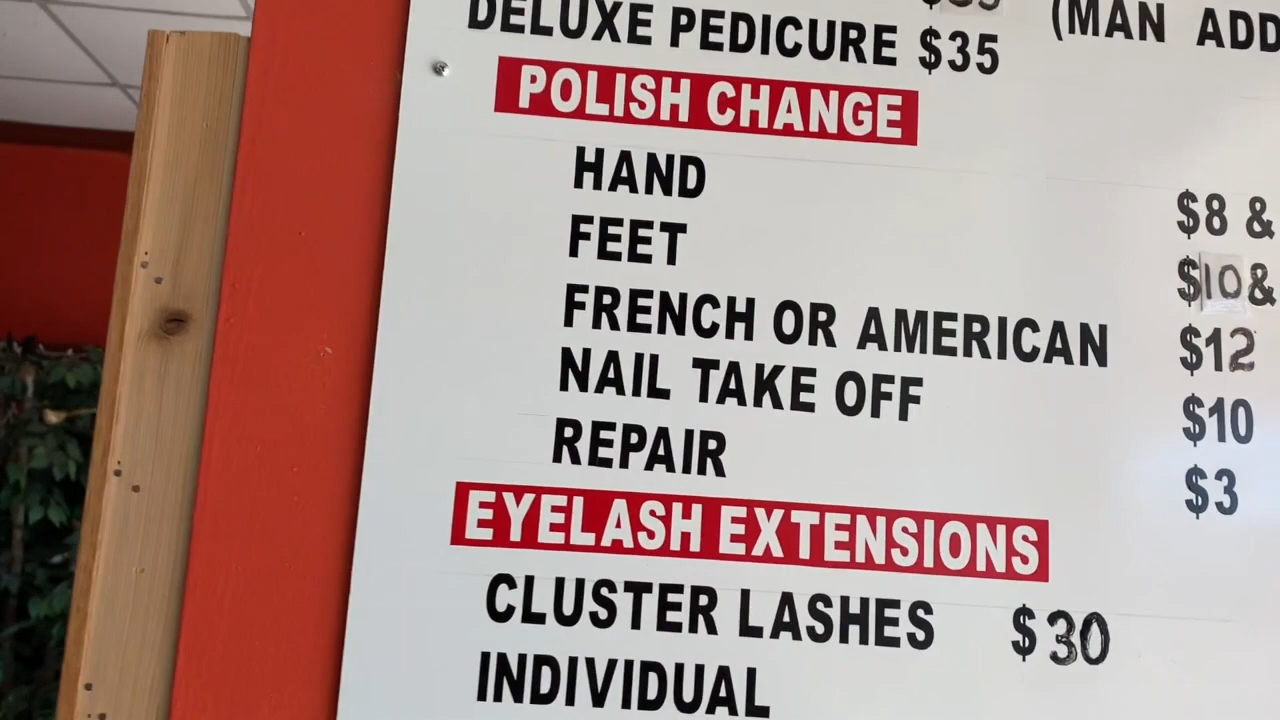 DELUXE PEDICURE $35 (MAN ADD
POLISH CHANGE
HAND $8 &
FEET $10 &
FRENCH OR AMERICAN $12
NAIL TAKE OFF $10
REPAIR $3
EYELASH EXTENSIONS
CLUSTER LASHES $30
INDIVIDUAL